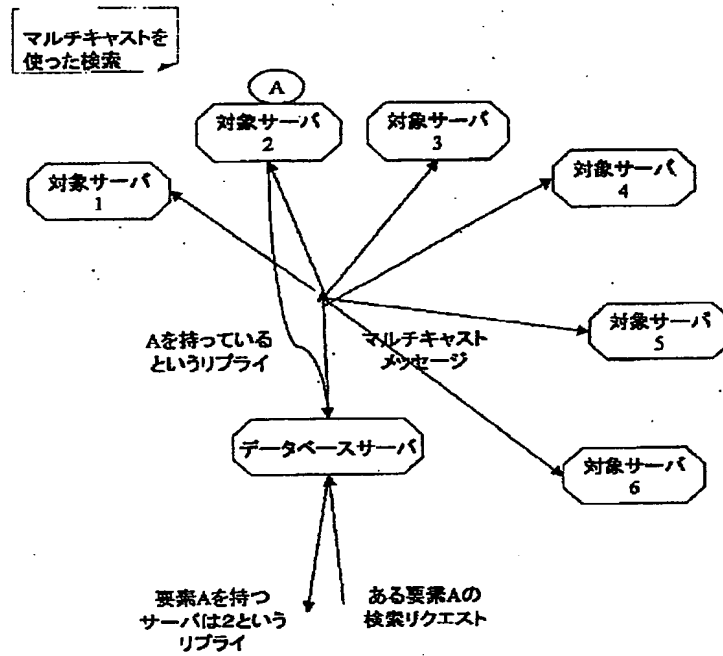 マルチキャストを
使った検索
A
対象サーバ
2
対象サーバ
3
対象サーバ
1
対象サーバ
4
対象サーバ
5
Aを持っている
というリプライ
マルチキャスト
メッセージ
データベースサーバ
対象サーバ
6
要素Aを持つ
サーバは2という
リプライ
ある要素Aの
検索リクエスト